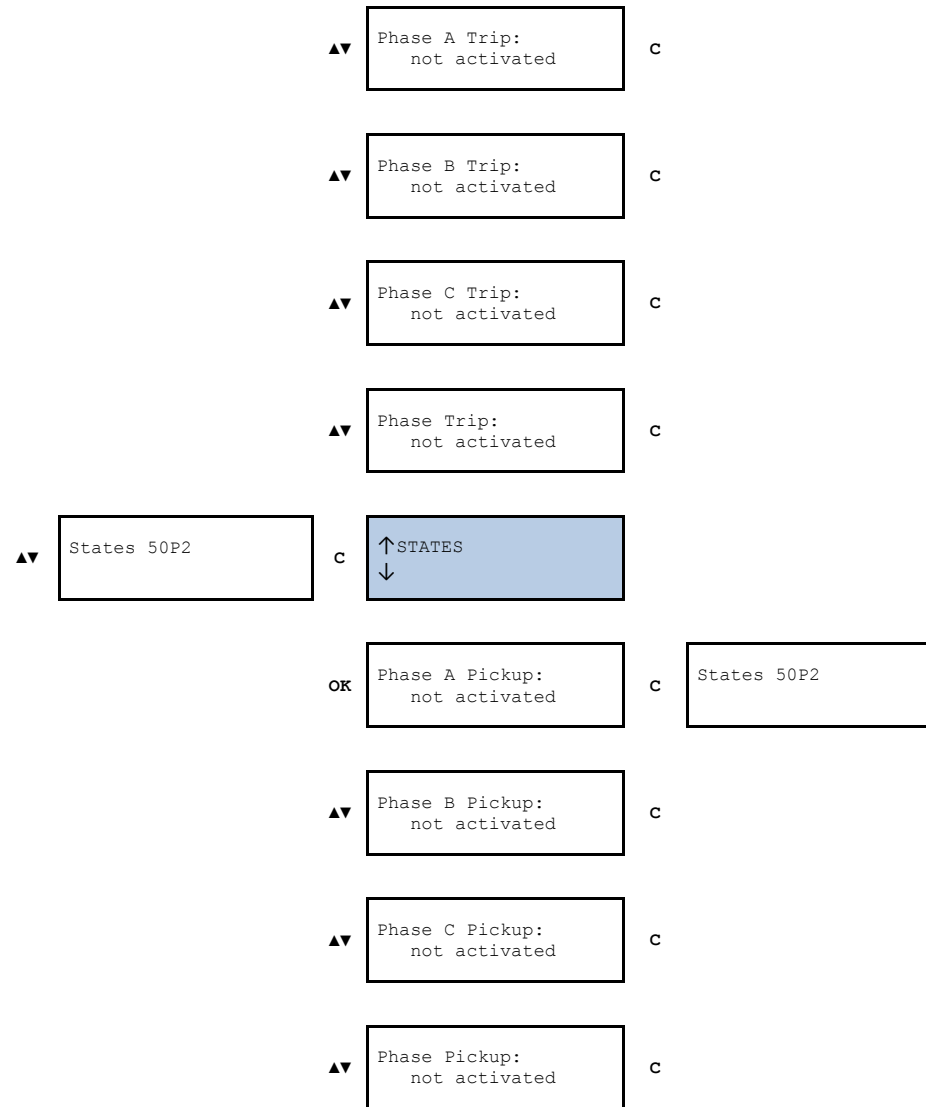 ▲▼ Phase A Trip: C
not activated
▲▼ Phase B Trip: C
not activated
▲▼ Phase C Trip: C
not activated
▲▼ Phase Trip: C
not activated
▲▼ States 50P2 C ↑STATES
↓
OK Phase A Pickup: C States 50P2
not activated
▲▼ Phase B Pickup: C
not activated
▲▼ Phase C Pickup: C
not activated
▲▼ Phase Pickup: C
not activated